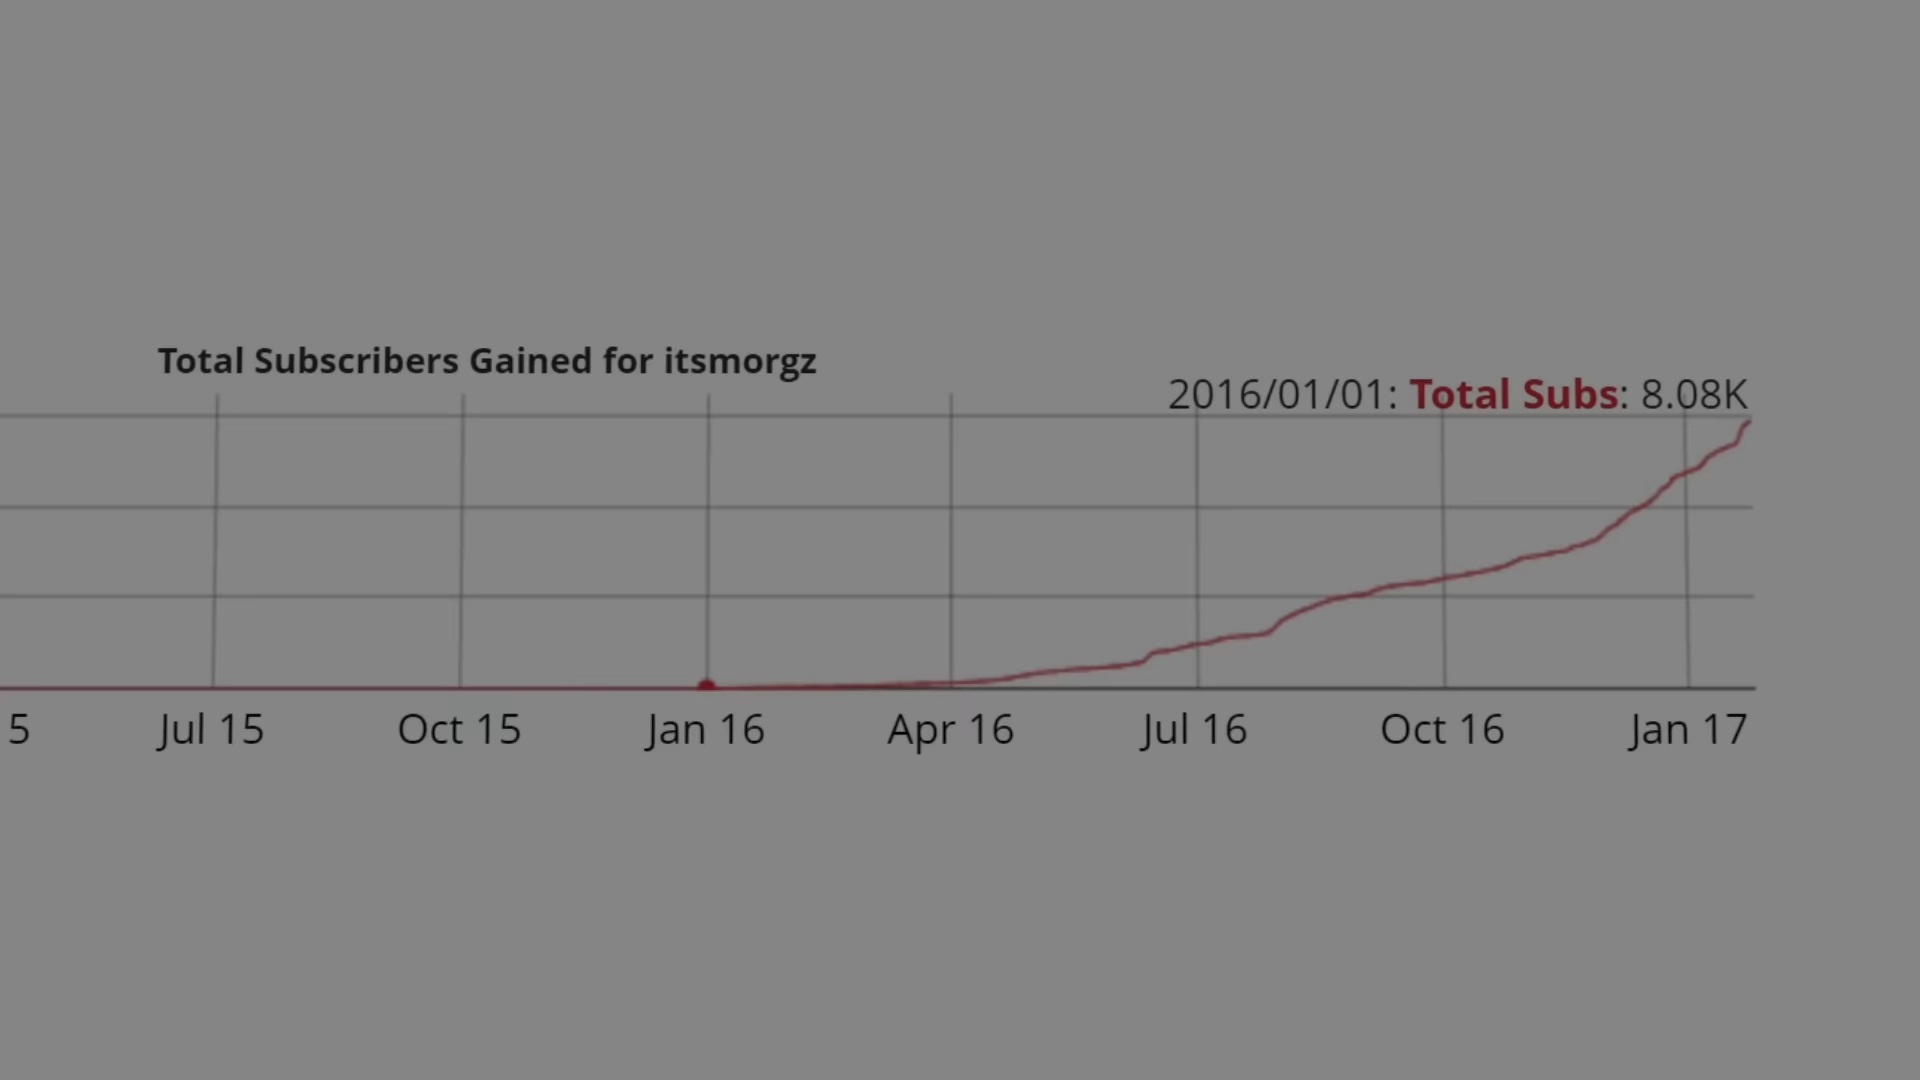 Total Subscribers Gained for itsmorgz
2016/01/01: Total Subs: 8.08K
5 Jul 15 Oct 15 Jan 16 Apr 16 Jul 16 Oct 16 Jan 17